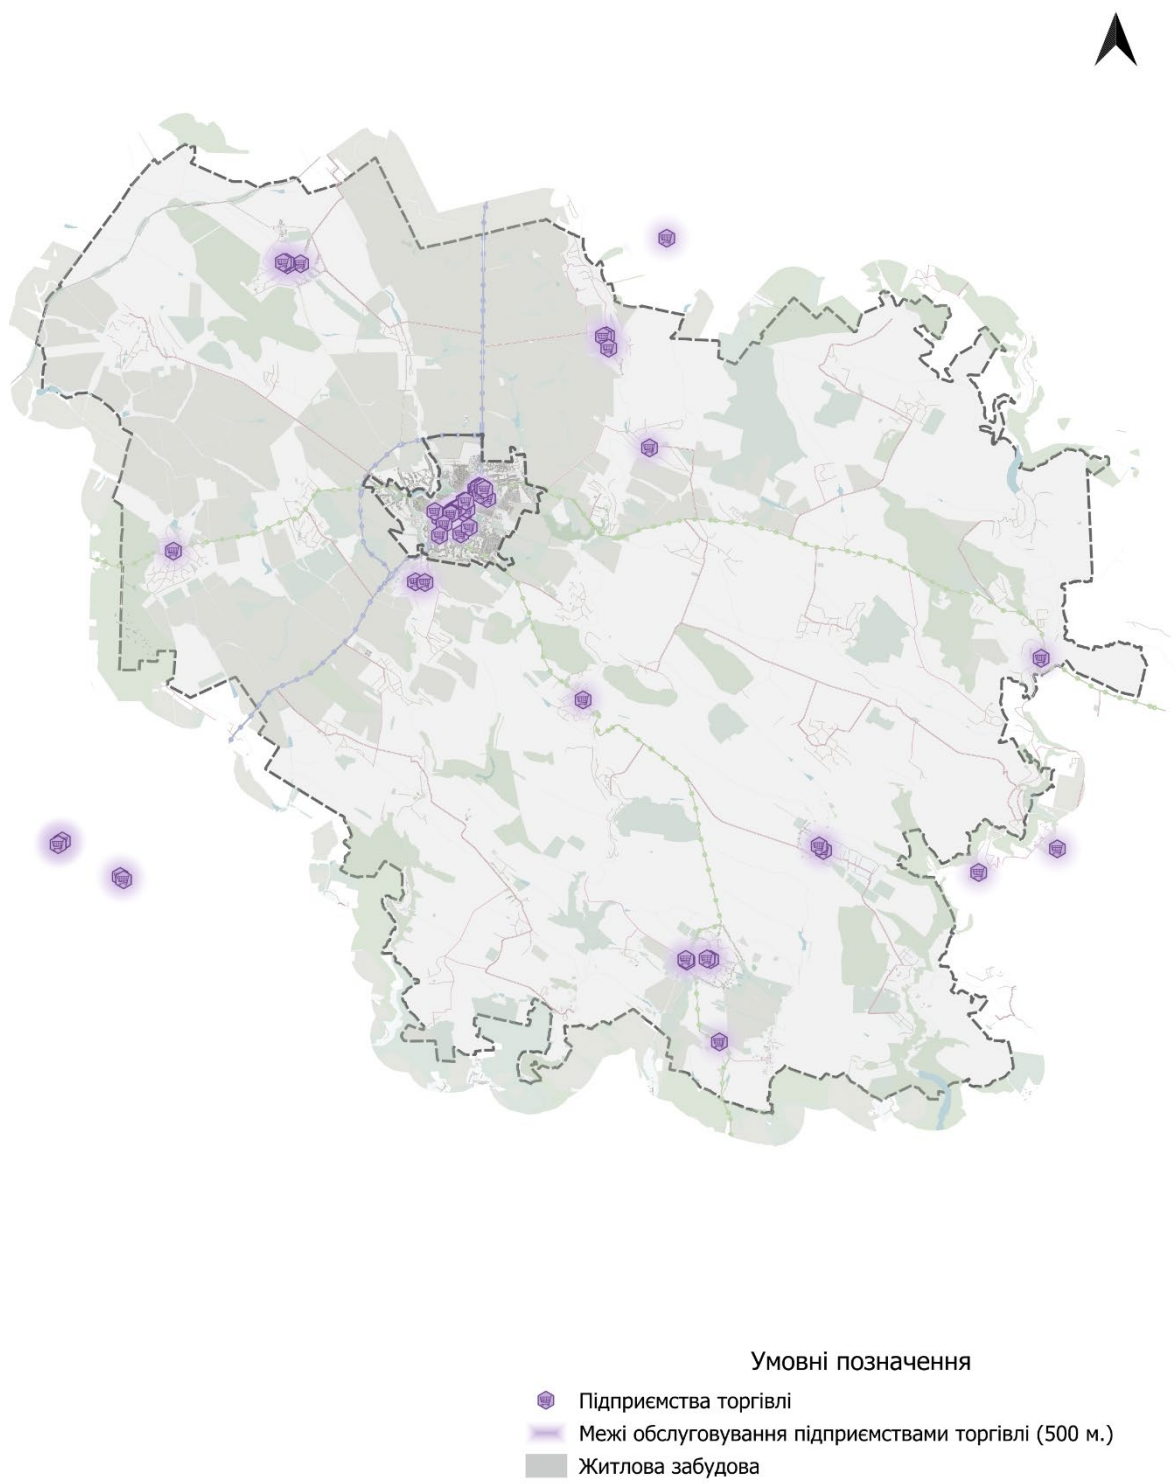 Умовні позначення
Підприємства торгівлі
Межі обслуговування підприємствами торгівлі (500 м.)
Житлова забудова